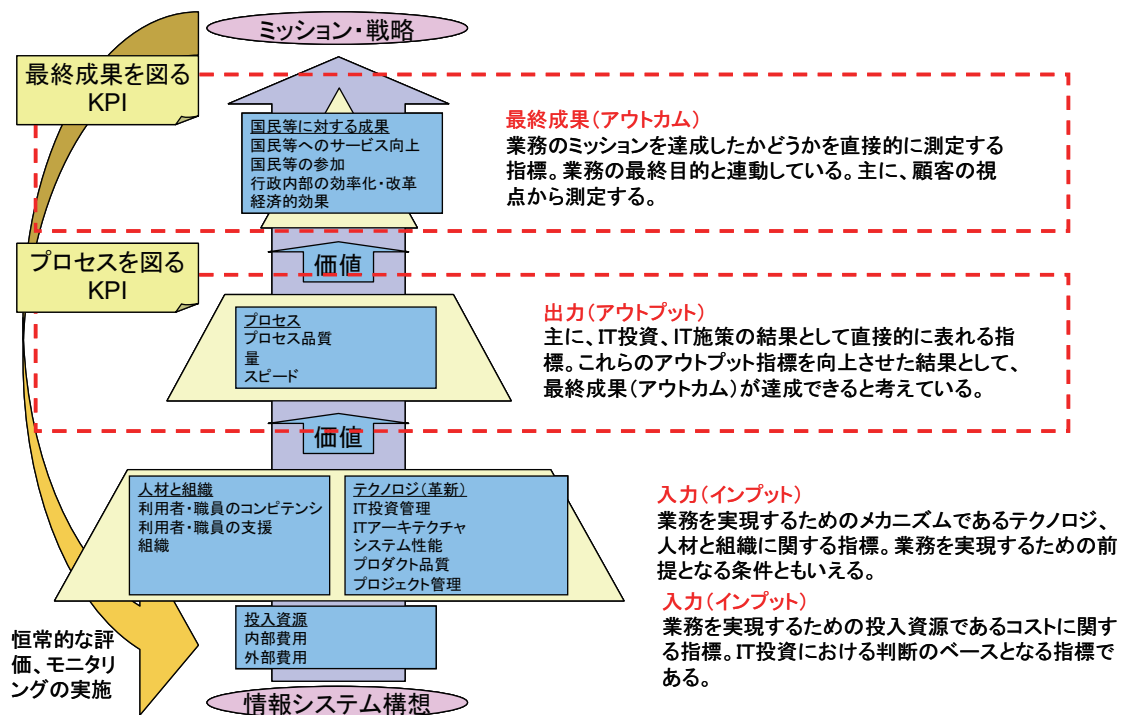 ミッション・戦略
最終成果を図る
KPI
国民等に対する成果
国民等へのサービス向上
国民等の参加
行政内部の効率化・改革
経済的効果
最終成果(アウトカム)
業務のミッションを達成したかどうかを直接的に測定する
指標。業務の最終目的と連動している。主に、顧客の視
点から測定する。
価値
プロセスを図る
KPI
プロセス
プロセス品質
量
スピード
出力(アウトプット)
主に、IT投資、IT施策の結果として直接的に表れる指
標。これらのアウトプット指標を向上させた結果として、
最終成果(アウトカム)が達成できると考えている。
価値
人材と組織
利用者・職員のコンピテンシ
利用者・職員の支援
組織
テクノロジ(革新)
IT投資管理
ITアーキテクチャ
システム性能
プロダクト品質
プロジェクト管理
入力(インプット)
業務を実現するためのメカニズムであるテクノロジ、
人材と組織に関する指標。業務を実現するための前
提となる条件ともいえる。
投入資源
内部費用
外部費用
入力(インプット)
業務を実現するための投入資源であるコストに関す
る指標。IT投資における判断のベースとなる指標で
ある。
恒常的な評
価、モニタリ
ングの実施
情報システム構想